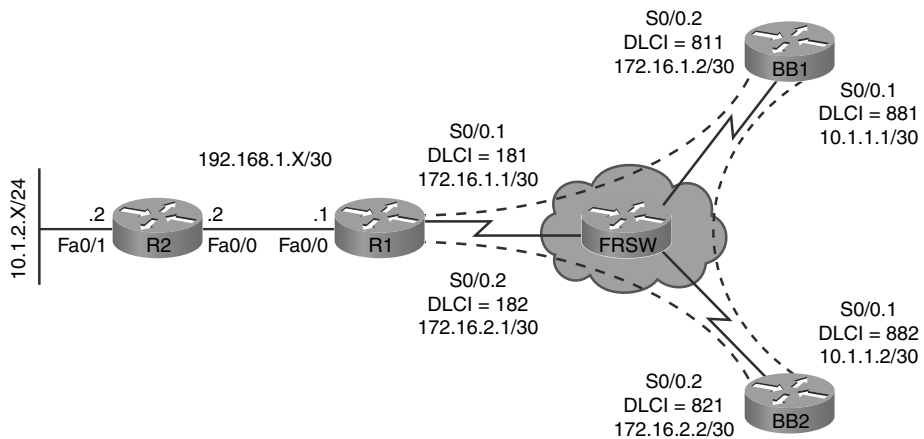 S0/0.2
DLCI = 811
172.16.1.2/30
BB1
S0/0.1
DLCI = 881
10.1.1.1/30
S0/0.1
DLCI = 181
172.16.1.1/30
192.168.1.X/30
10.1.2.X/24
.2
Fa0/1
R2
.2
Fa0/0
.1
Fa0/0
R1
FRSW
S0/0.2
DLCI = 182
172.16.2.1/30
S0/0.1
DLCI = 882
10.1.1.2/30
S0/0.2
DLCI = 821
172.16.2.2/30
BB2